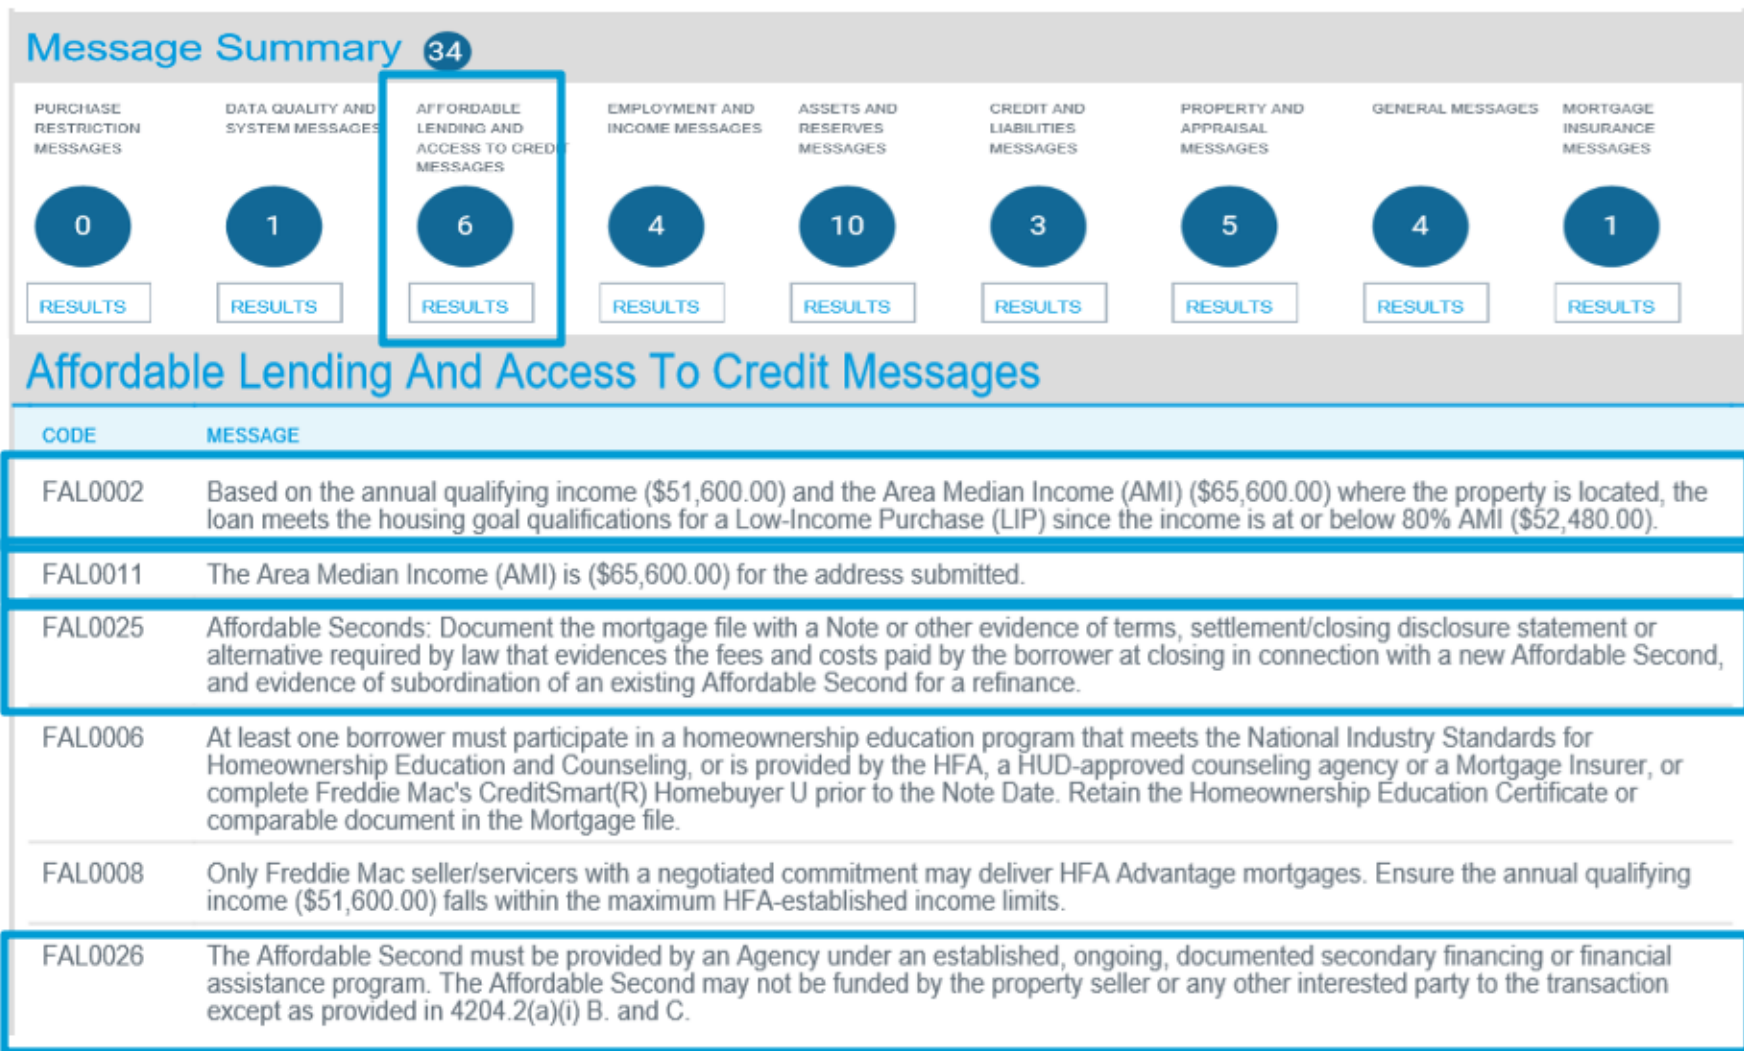 Message Summary 34
PURCHASE RESTRICTION MESSAGES
DATA QUALITY AND SYSTEM MESSAGES
AFFORDABLE LENDING AND ACCESS TO CREDIT MESSAGES
EMPLOYMENT AND INCOME MESSAGES
ASSETS AND RESERVES MESSAGES
CREDIT AND LIABILITIES MESSAGES
PROPERTY AND APPRAISAL MESSAGES
GENERAL MESSAGES
MORTGAGE INSURANCE MESSAGES
0 1 6 4 10 3 5 4 1
RESULTS RESULTS RESULTS RESULTS RESULTS RESULTS RESULTS RESULTS RESULTS
Affordable Lending And Access To Credit Messages
CODE MESSAGE
FAL0002 Based on the annual qualifying income ($51,600.00) and the Area Median Income (AMI) ($65,600.00) where the property is located, the
loan meets the housing goal qualifications for a Low-Income Purchase (LIP) since the income is at or below 80% AMI ($52,480.00).
FAL0011 The Area Median Income (AMI) is ($65,600.00) for the address submitted.
FAL0025 Affordable Seconds: Document the mortgage file with a Note or other evidence of terms, settlement/closing disclosure statement or
alternative required by law that evidences the fees and costs paid by the borrower at closing in connection with a new Affordable Second,
and evidence of subordination of an existing Affordable Second for a refinance.
FAL0006 At least one borrower must participate in a homeownership education program that meets the National Industry Standards for
Homeownership Education and Counseling, or is provided by the HFA, a HUD-approved counseling agency or a Mortgage Insurer, or
complete Freddie Mac's CreditSmart(R) Homebuyer U prior to the Note Date. Retain the Homeownership Education Certificate or
comparable document in the Mortgage file.
FAL0008 Only Freddie Mac seller/servicers with a negotiated commitment may deliver HFA Advantage mortgages. Ensure the annual qualifying
income ($51,600.00) falls within the maximum HFA-established income limits.
FAL0026 The Affordable Second must be provided by an Agency under an established, ongoing, documented secondary financing or financial
assistance program. The Affordable Second may not be funded by the property seller or any other interested party to the transaction
except as provided in 4204.2(a)(i) B. and C.